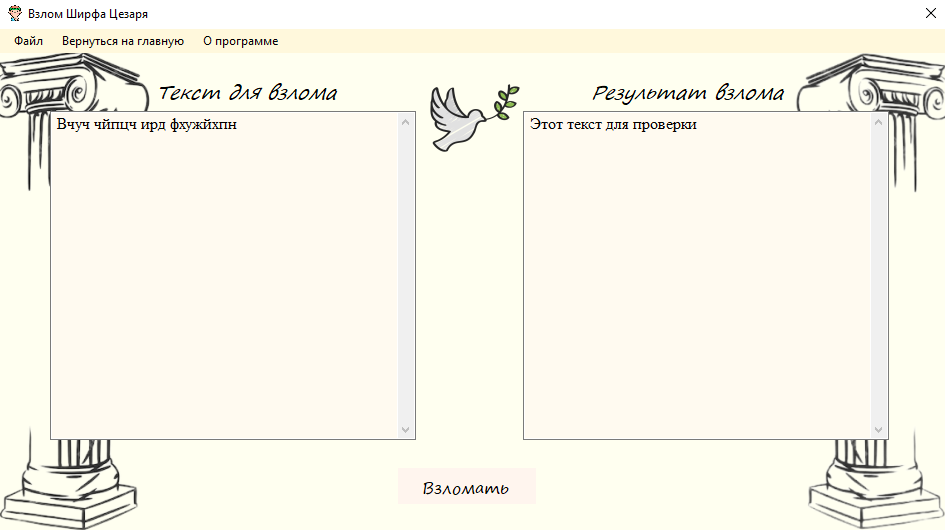 Взлом Ширфа Цезаря
Файл Вернуться на главную О программе
Текст для взлома
Результат взлома
Вчуч чйпцч ирд фхужйхпн
Этот текст для проверки
Взломать